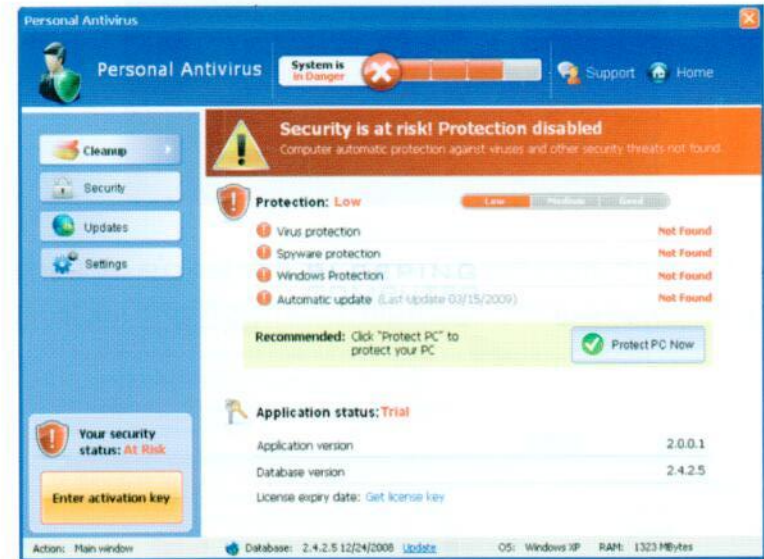 Personal Antivirus
Personal Antivirus
System is
in Danger
Support
Home
Cleanup
Security
Updates
Settings
Security is at risk! Protection disabled
Computer automatic protection against viruses and other security threats not found.
Protection: Low
Low Medium Good
Virus protection Not Found
Spyware protection Not Found
Windows Protection Not Found
Automatic update (Last update 03/15/2009) Not Found
BLEEPING
COMPUTER
Recommended: Click "Protect PC" to
protect your PC
Protect PC Now
Application status: Trial
Application version 2.0.0.1
Database version 2.4.2.5
License expiry date: Get license key
Your security
status: At Risk
Enter activation key
Action: Main window Database: 2.4.2.5 12/24/2008 Update OS: Windows XP RAM: 1323 MBytes